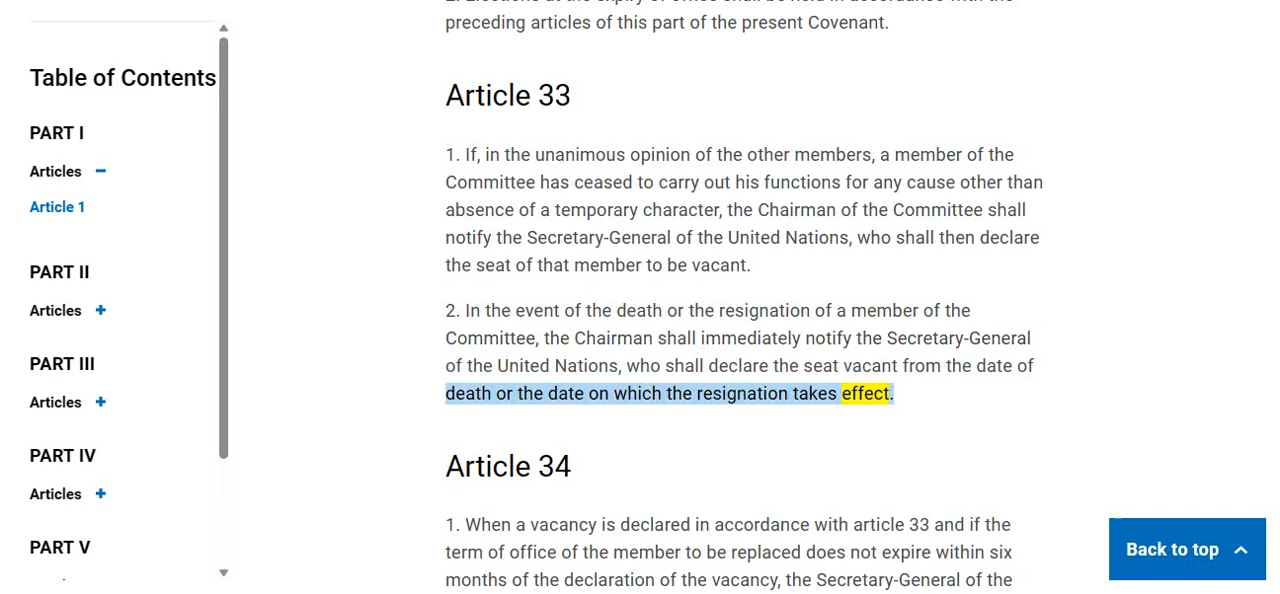 Table of Contents
PART I
Articles
Article 1
PART II
Articles
PART III
Articles
PART IV
Articles
PART V
preceding articles of this part of the present Covenant.
Article 33
1. If, in the unanimous opinion of the other members, a member of the
Committee has ceased to carry out his functions for any cause other than
absence of a temporary character, the Chairman of the Committee shall
notify the Secretary-General of the United Nations, who shall then declare
the seat of that member to be vacant.
2. In the event of the death or the resignation of a member of the
Committee, the Chairman shall immediately notify the Secretary-General
of the United Nations, who shall declare the seat vacant from the date of
death or the date on which the resignation takes effect.
Article 34
1. When a vacancy is declared in accordance with article 33 and if the
term of office of the member to be replaced does not expire within six
months of the declaration of the vacancy, the Secretary-General of the
Back to top